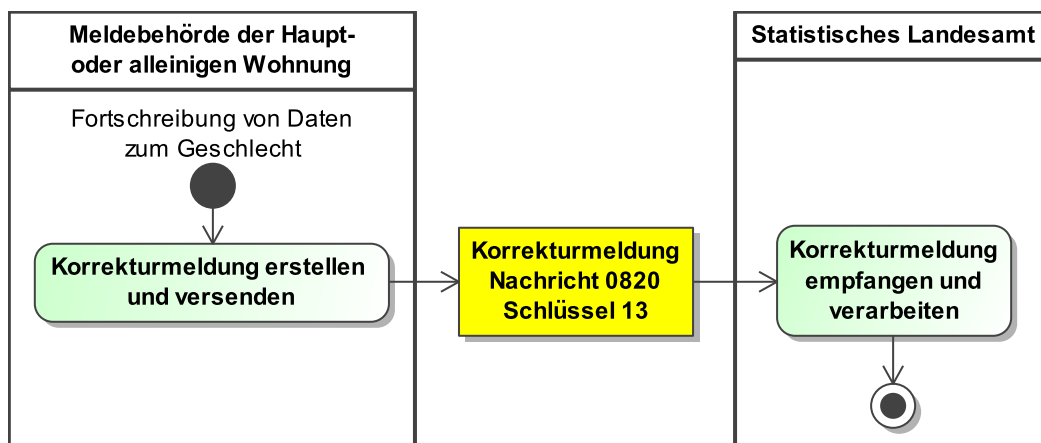 Meldebehörde der Haupt-
oder alleinigen Wohnung
Statistisches Landesamt
Fortschreibung von Daten
zum Geschlecht
Korrekturmeldung erstellen
und versenden
Korrekturmeldung
Nachricht 0820
Schlüssel 13
Korrekturmeldung
empfangen und
verarbeiten